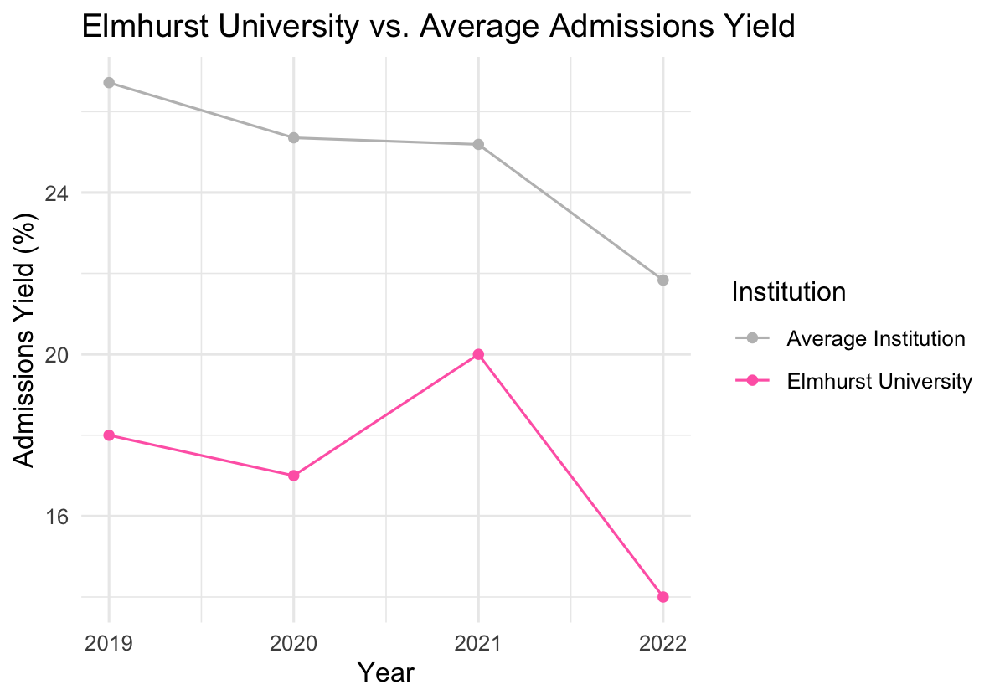 Elmhurst University vs. Average Admissions Yield
Admissions Yield (%)
24
20
16
2019 2020 2021 2022
Year
Institution
Average Institution
Elmhurst University